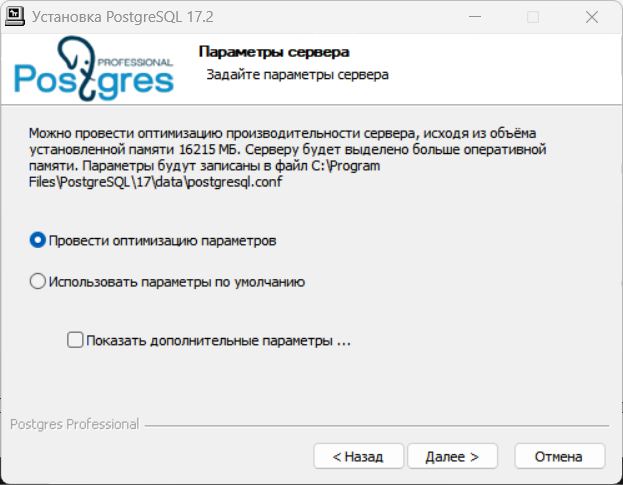 Установка PostgreSQL 17.2
PROFESSIONAL
Postgres
Параметры сервера
Задайте параметры сервера
Можно провести оптимизацию производительности сервера, исходя из объёма
установленной памяти 16215 МБ. Серверу будет выделено больше оперативной
памяти. Параметры будут записаны в файл C:\Program
Files\PostgreSQL\17\data\postgresql.conf
Провести оптимизацию параметров
Использовать параметры по умолчанию
Показать дополнительные параметры ...
Postgres Professional
< Назад
Далее >
Отмена